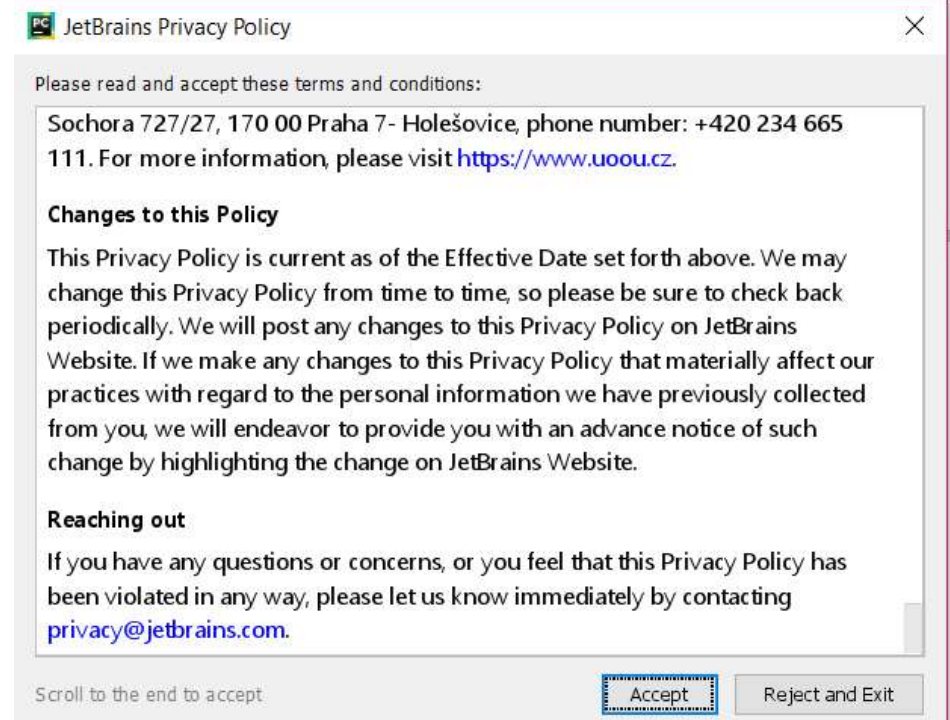 PC JetBrains Privacy Policy
Please read and accept these terms and conditions:
Sochora 727/27, 170 00 Praha 7- Holešovice, phone number: +420 234 665
111. For more information, please visit https://www.uoou.cz.
Changes to this Policy
This Privacy Policy is current as of the Effective Date set forth above. We may
change this Privacy Policy from time to time, so please be sure to check back
periodically. We will post any changes to this Privacy Policy on JetBrains
Website. If we make any changes to this Privacy Policy that materially affect our
practices with regard to the personal information we have previously collected
from you, we will endeavor to provide you with an advance notice of such
change by highlighting the change on JetBrains Website.
Reaching out
If you have any questions or concerns, or you feel that this Privacy Policy has
been violated in any way, please let us know immediately by contacting
privacy@jetbrains.com.
Scroll to the end to accept
Accept
Reject and Exit